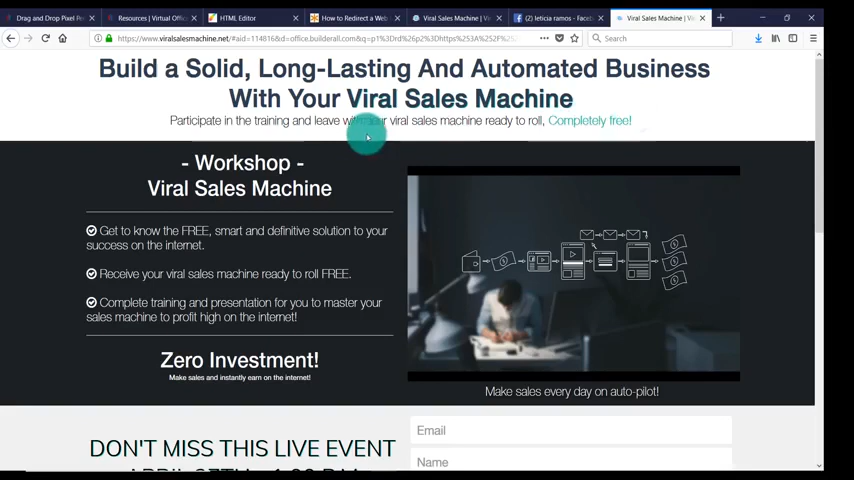 Drag and Drop Pixel Pe
Resources | Virtual Offic
HTML Editor
How to Redirect a Web
Viral Sales Machine | V
(2) leticia ramos - Faceb
Viral Sales Machine | V
https://www.viralsalesmachine.net/#aid=114816&d=office.builderall.com&q=p1%3Drd%26p2%3Dhttps%253A%252F%25
Search
Build a Solid, Long-Lasting And Automated Business
With Your Viral Sales Machine
Participate in the training and leave with your viral sales machine ready to roll, Completely free!
- Workshop -
Viral Sales Machine
Get to know the FREE, smart and definitive solution to your
success on the internet.
Receive your viral sales machine ready to roll FREE.
Complete training and presentation for you to master your
sales machine to profit high on the internet!
Zero Investment!
Make sales and instantly earn on the internet!
Make sales every day on auto-pilot!
Email
Name
DON'T MISS THIS LIVE EVENT